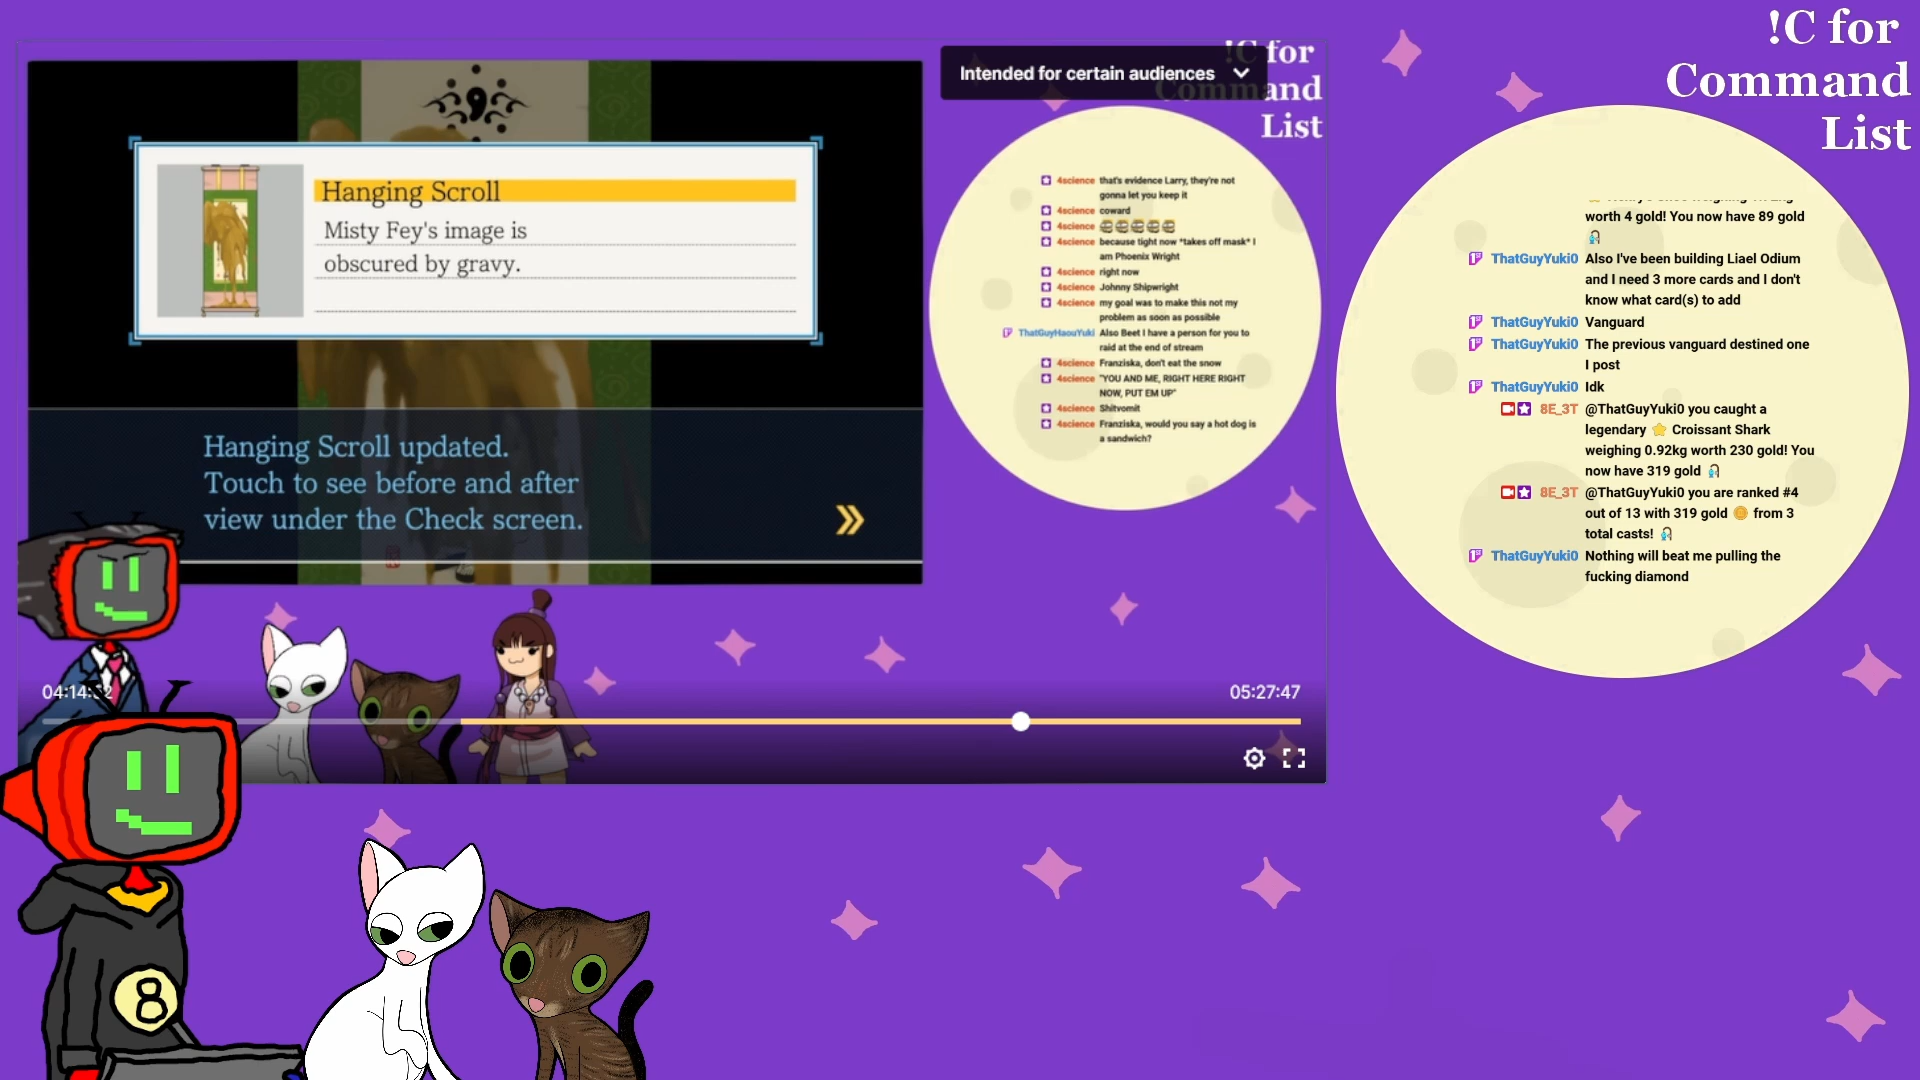 !C for
Command
List
Intended for certain audiences
!C for
Command
List
Hanging Scroll
Misty Fey's image is
obscured by gravy.
Hanging Scroll updated.
Touch to see before and after
view under the Check screen.
4science that's evidence Larry, they're not
gonna let you keep it
4science coward
4science
4science because tight now *takes off mask* I
am Phoenix Wright
4science right now
4science Johnny Shipwright
4science my goal was to make this not my
problem as soon as possible
ThatGuyHaouYuki Also Beet I have a person for you to
raid at the end of stream
4science Franziska, don't eat the snow
4science "YOU AND ME, RIGHT HERE RIGHT
NOW, PUT EM UP"
4science Shitvomit
4science Franziska, would you say a hot dog is
a sandwich?
worth 4 gold! You now have 89 gold
ThatGuyYuki0 Also I've been building Liael Odium
and I need 3 more cards and I don't
know what card(s) to add
ThatGuyYuki0 Vanguard
ThatGuyYuki0 The previous vanguard destined one
I post
ThatGuyYuki0 Idk
8E_3T @ThatGuyYuki0 you caught a
legendary ⭐ Croissant Shark
weighing 0.92kg worth 230 gold! You
now have 319 gold
8E_3T @ThatGuyYuki0 you are ranked #4
out of 13 with 319 gold from 3
total casts!
ThatGuyYuki0 Nothing will beat me pulling the
fucking diamond
05:27:47
8